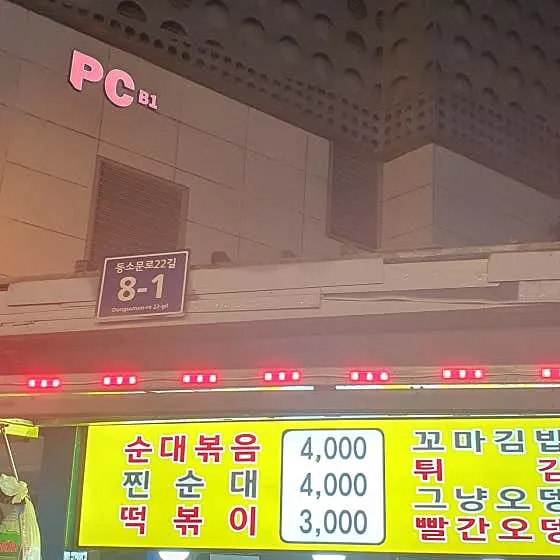 PC B1
동소문로22길
8-1
Dongsomun-ro 22-gil
순대볶음 4,000
찐순대 4,000
떡볶이 3,000
꼬마김밥
튀김
그냥오뎅
빨간오뎅